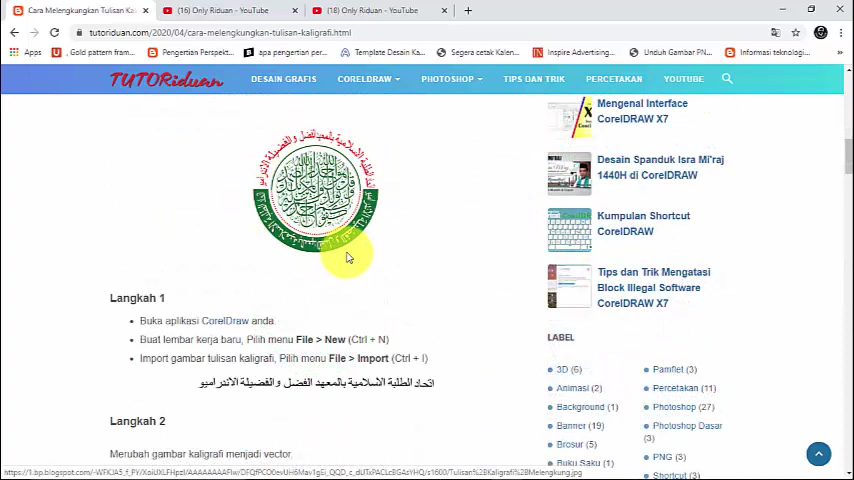 Cara Melengkungkan Tulisan Ka
(16) Only Riduan - YouTube
(18) Only Riduan - YouTube
tutoriduan.com/2020/04/cara-melengkungkan-tulisan-kaligrafi.html
Apps
, Gold pattern fram...
Pengertian Perspekt...
apa pengertian per...
Template Desain Ka...
Segera cetak Kalen...
Inspire Advertising...
Unduh Gambar PN...
Informasi teknologi...
TUTORiduan
DESAIN GRAFIS
CORELDRAW
PHOTOSHOP
TIPS DAN TRIK
PERCETAKAN
YOUTUBE
Mengenal Interface
CorelDRAW X7
Desain Spanduk Isra Mi'raj
1440H di CorelDRAW
Kumpulan Shortcut
CorelDRAW
Tips dan Trik Mengatasi
Block Illegal Software
CorelDRAW X7
Langkah 1
Buka aplikasi CorelDraw anda.
Buat lembar kerja baru, Pilih menu File > New (Ctrl + N)
Import gambar tulisan kaligrafi, Pilih menu File > Import (Ctrl + I)
اتحاد الطلبة الاسلامية بالمعهد الفضل والفضيلة الاندراميو
Langkah 2
Merubah gambar kaligrafi menjadi vector.
LABEL
3D (6)
Pamflet (3)
Animasi (2)
Percetakan (11)
Background (1)
Photoshop (27)
Banner (19)
Photoshop Dasar
(3)
Brosur (5)
PNG (3)
Buku Saku (1)
Shortcut (3)